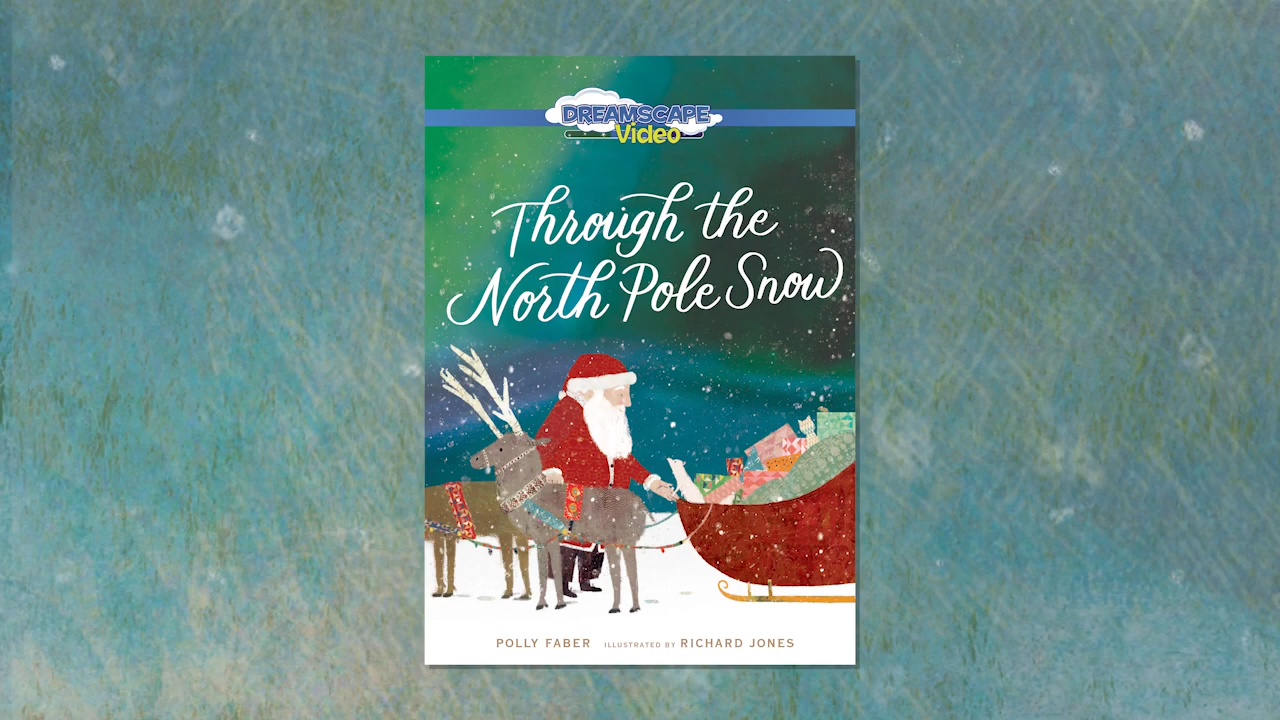 DREAMSCAPE
Video
Through the
North Pole Snow
POLLY FABER ILLUSTRATED BY RICHARD JONES